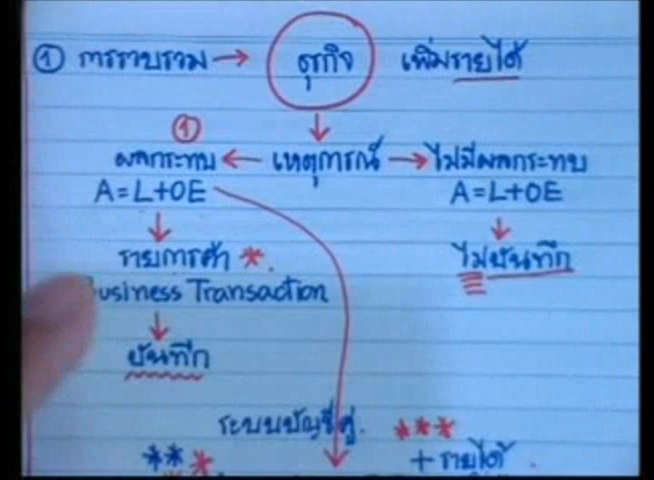 ① การรวบรวม → ธุรกิจ เพิ่มรายได้
①
ผลกระทบ ← เหตุการณ์ → ไม่มีผลกระทบ
A=L+OE A=L+OE
รายการค้า * ไม่บันทึก
Business Transaction
บันทึก
ระบบบัญชีคู่. ***
*** +รายได้.